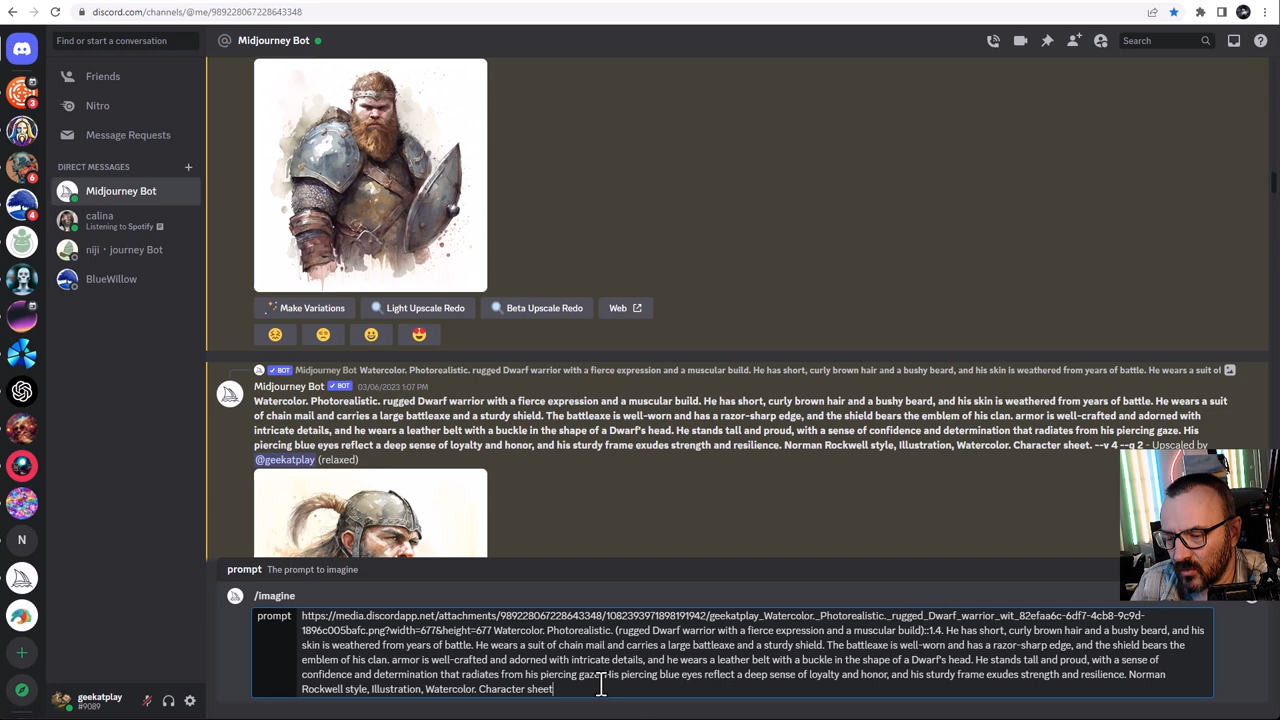 discord.com/channels/@me/989228067228643348
Find or start a conversation
Midjourney Bot
Search
Friends
Nitro
Message Requests
DIRECT MESSAGES
Midjourney Bot
calina
Listening to Spotify
niji・journey Bot
BlueWillow
3
6
4
N
Make Variations
Light Upscale Redo
Beta Upscale Redo
Web
BOT Midjourney Bot Watercolor. Photorealistic. rugged Dwarf warrior with a fierce expression and a muscular build. He has short, curly brown hair and a bushy beard, and his skin is weathered from years of battle. He wears a suit of
Midjourney Bot BOT 03/06/2023 1:07 PM
Watercolor. Photorealistic. rugged Dwarf warrior with a fierce expression and a muscular build. He has short, curly brown hair and a bushy beard, and his skin is weathered from years of battle. He wears a suit
of chain mail and carries a large battleaxe and a sturdy shield. The battleaxe is well-worn and has a razor-sharp edge, and the shield bears the emblem of his clan. armor is well-crafted and adorned with
intricate details, and he wears a leather belt with a buckle in the shape of a Dwarf's head. He stands tall and proud, with a sense of confidence and determination that radiates from his piercing gaze. His
piercing blue eyes reflect a deep sense of loyalty and honor, and his sturdy frame exudes strength and resilience. Norman Rockwell style, Illustration, Watercolor. Character sheet. --v 4 --q 2 - Upscaled by
@geekatplay (relaxed)
prompt The prompt to imagine
/imagine
prompt https://media.discordapp.net/attachments/989228067228643348/1082393971898191942/geekatplay_Watercolor._Photorealistic._rugged_Dwarf_warrior_wit_82efaa6c-6df7-4cb8-9c9d-
1896c005bafc.png?width=677&height=677 Watercolor. Photorealistic. (rugged Dwarf warrior with a fierce expression and a muscular build)::1.4. He has short, curly brown hair and a bushy beard, and his
skin is weathered from years of battle. He wears a suit of chain mail and carries a large battleaxe and a sturdy shield. The battleaxe is well-worn and has a razor-sharp edge, and the shield bears the
emblem of his clan. armor is well-crafted and adorned with intricate details, and he wears a leather belt with a buckle in the shape of a Dwarf's head. He stands tall and proud, with a sense of
confidence and determination that radiates from his piercing gaze. His piercing blue eyes reflect a deep sense of loyalty and honor, and his sturdy frame exudes strength and resilience. Norman
Rockwell style, Illustration, Watercolor. Character sheet
geekatplay
#9089